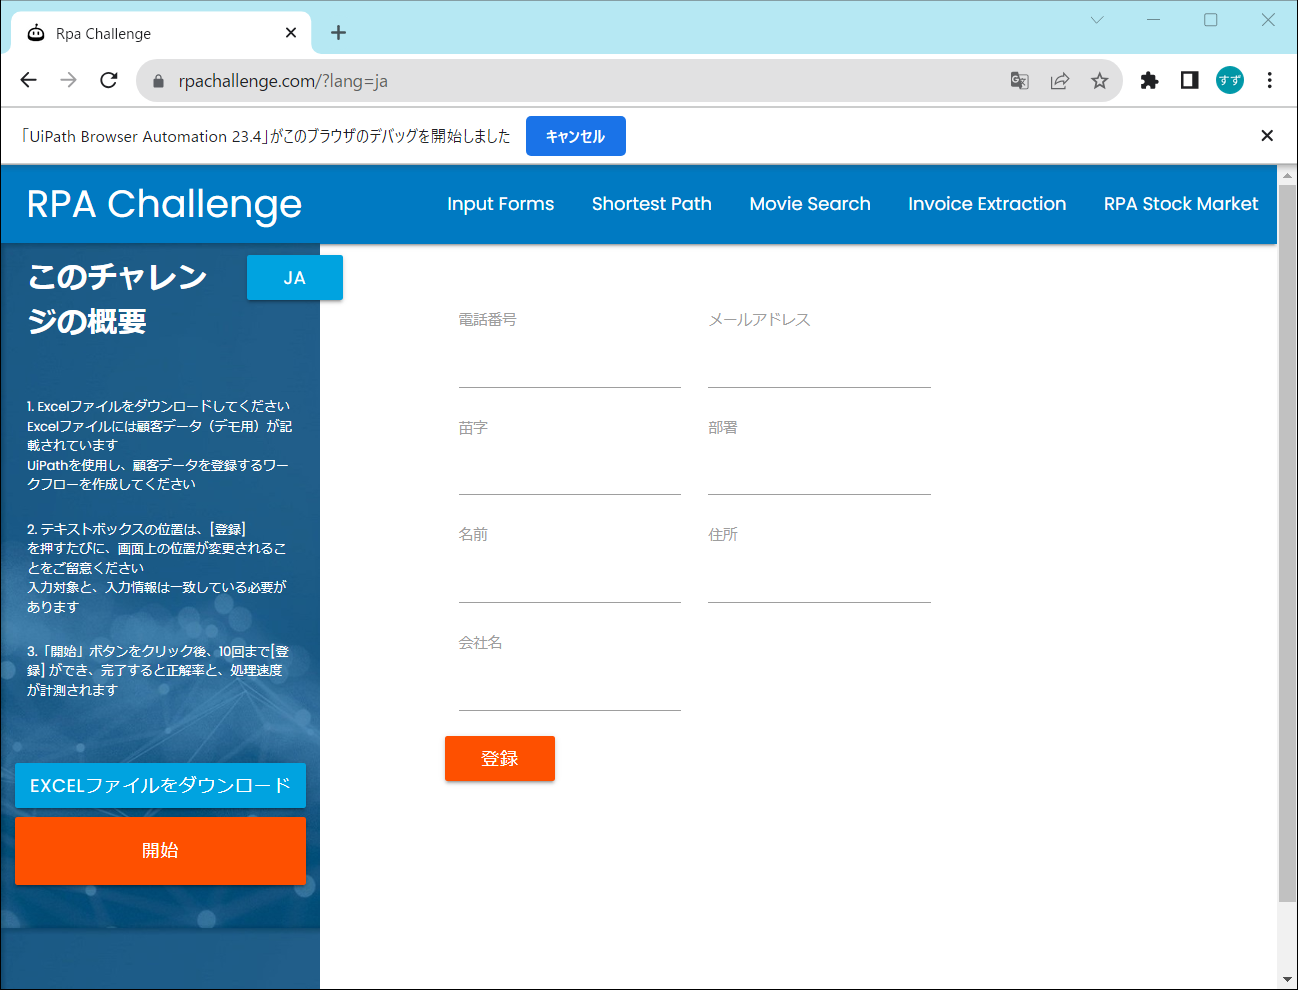 Rpa Challenge
rpachallenge.com/?lang=ja
すず
「UiPath Browser Automation 23.4」がこのブラウザのデバッグを開始しました
キャンセル
RPA Challenge
Input Forms
Shortest Path
Movie Search
Invoice Extraction
RPA Stock Market
このチャレン
ジの概要
JA
1. Excelファイルをダウンロードしてください
Excelファイルには顧客データ（デモ用）が記
載されています
UiPathを使用し、顧客データを登録するワー
クフローを作成してください
2. テキストボックスの位置は、[登録]
を押すたびに、画面上の位置が変更されるこ
とをご留意ください
入力対象と、入力情報は一致している必要が
あります
3.「開始」ボタンをクリック後、10回まで[登
録] ができ、完了すると正解率と、処理速度
が計測されます
EXCELファイルをダウンロード
開始
電話番号
メールアドレス
苗字
部署
名前
住所
会社名
登録